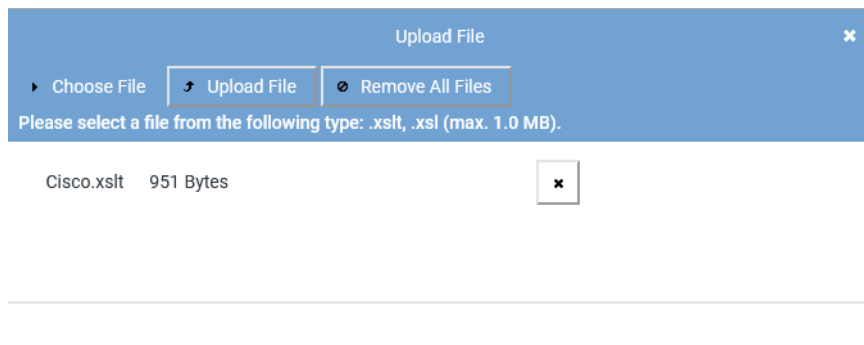 Upload File
Choose File Upload File Remove All Files
Please select a file from the following type: .xslt, .xsl (max. 1.0 MB).
Cisco.xslt 951 Bytes